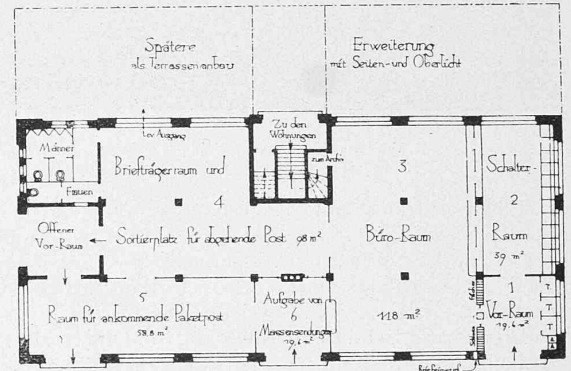 Spätere
als Terrassenanbau
Erweiterung
mit Seiten- und Oberlicht
Männer
Ausgang
Zu den
Wohnungen
zum Archiv
Briefträgerraum und
3
Schalter-
Frauen
4
2
Offener
Vor-Raum
Sortierplatz für abgehende Post 98 m²
Büro-Raum
Raum
39 m²
5
Aufgabe von
1
Raum für ankommende Paketpost
58.8 m²
6
Massensendungen
19,6 m²
118 m²
Vor-Raum
19.6 m²
T
T
T